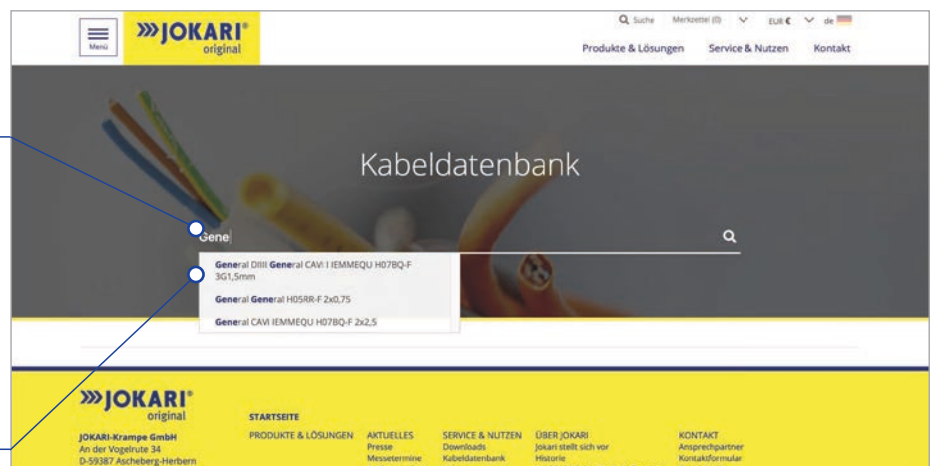 Menü
JOKARI®
original
Suche Merkzettel (0) EUR € de
Produkte & Lösungen Service & Nutzen Kontakt
Kabeldatenbank
Gene
General DIIII General CAVI I IEMMEQU H07BQ-F
3G1,5mm
General General H05RR-F 2x0,75
General CAVI IEMMEQU H07BQ-F 2x2,5
JOKARI®
original
JOKARI-Krampe GmbH
An der Vogelrute 34
D-59387 Ascheberg-Herbern
STARTSEITE
PRODUKTE & LÖSUNGEN
AKTUELLES
Presse
Messetermine
SERVICE & NUTZEN
Downloads
Kabeldatenbank
ÜBER JOKARI
Jokari stellt sich vor
Historie
KONTAKT
Ansprechpartner
Kontaktformular